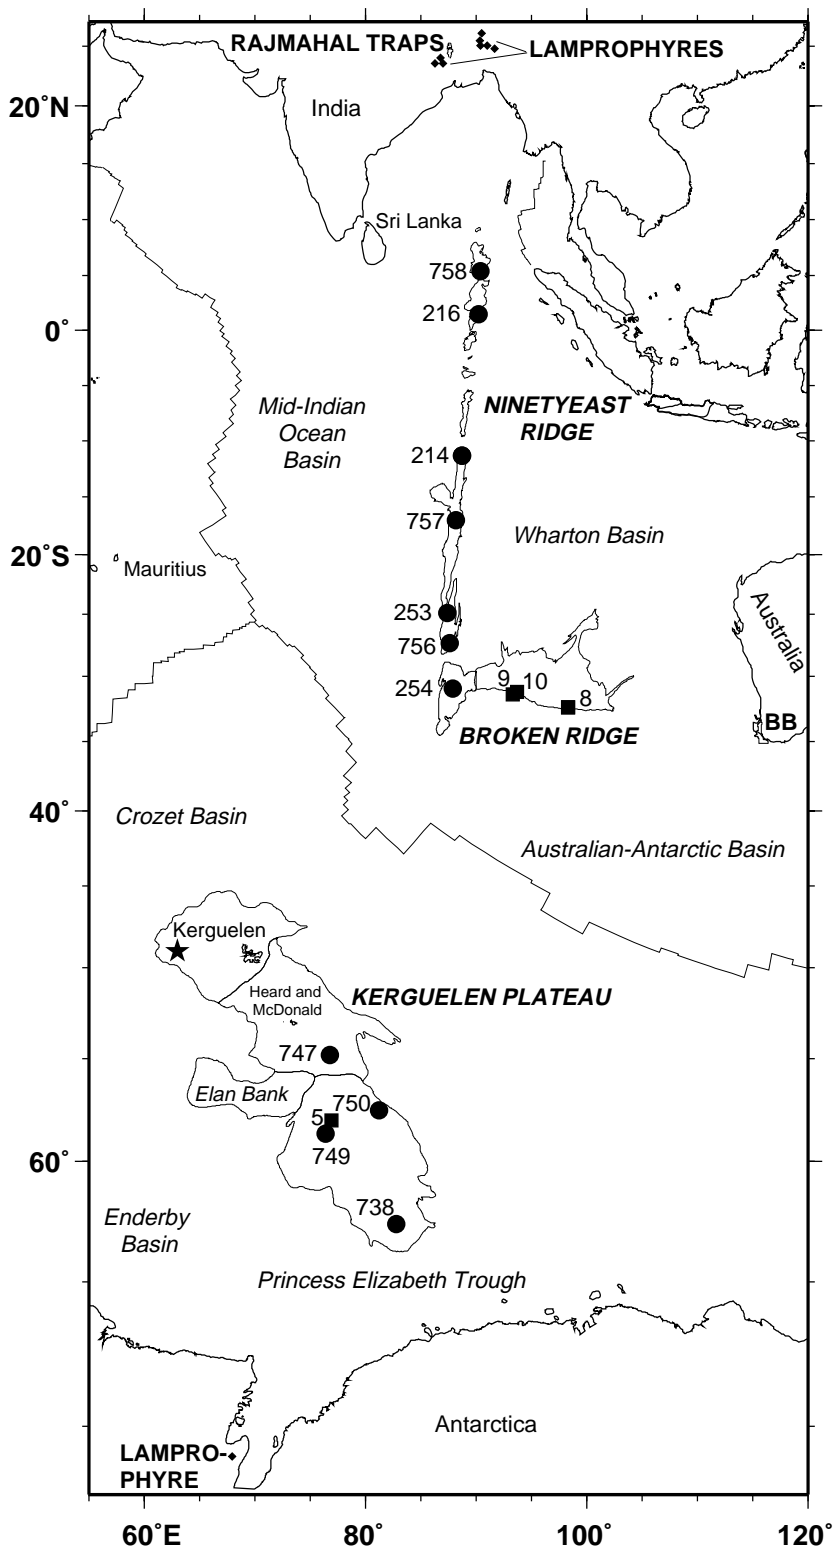 RAJMAHAL TRAPS
LAMPROPHYRES
20˚N
India
Sri Lanka
758
216
0˚
Mid-Indian
Ocean
Basin
NINETYEAST
RIDGE
214
757
Wharton Basin
20˚S
Mauritius
Australia
253
756
254
9
10
8
BB
BROKEN RIDGE
40˚
Crozet Basin
Australian-Antarctic Basin
Kerguelen
Heard and
McDonald
KERGUELEN PLATEAU
747
Elan Bank
750
5
749
60˚
738
Enderby
Basin
Princess Elizabeth Trough
Antarctica
LAMPRO-
PHYRE
60˚E
80˚
100˚
120˚